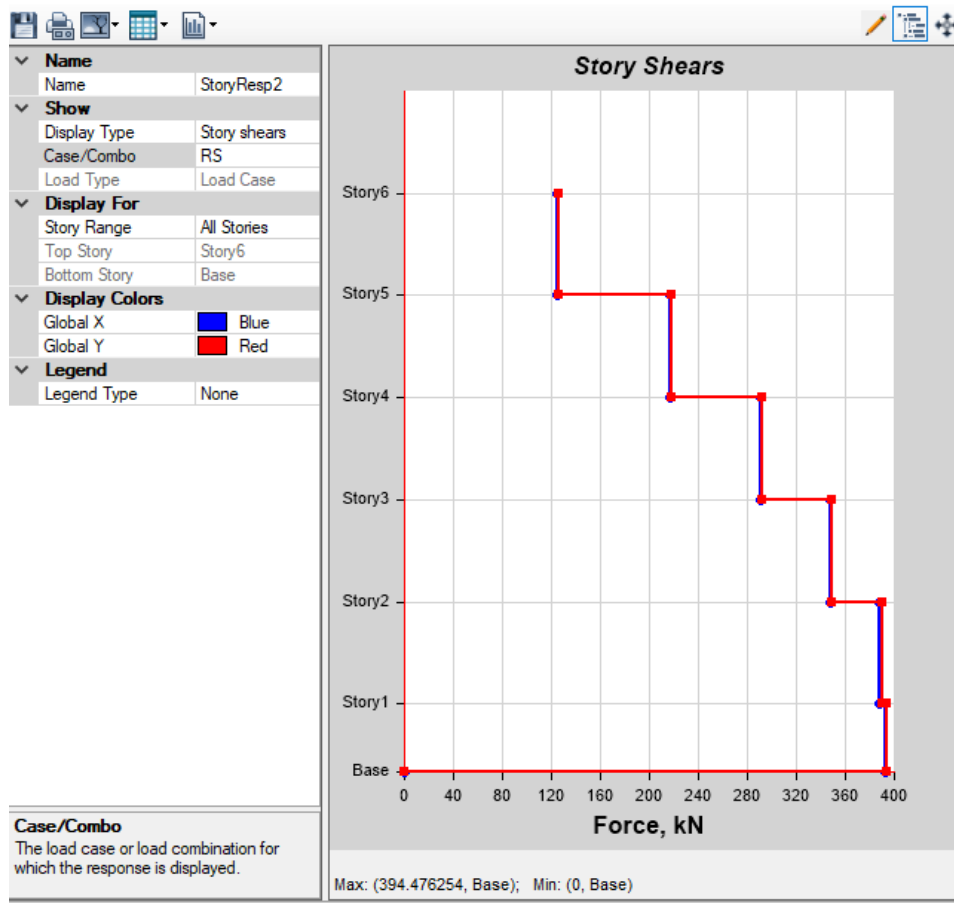 Name
Name StoryResp2
Show
Display Type Story shears
Case/Combo RS
Load Type Load Case
Display For
Story Range All Stories
Top Story Story6
Bottom Story Base
Display Colors
Global X Blue
Global Y Red
Legend
Legend Type None
Case/Combo
The load case or load combination for
which the response is displayed.
Story Shears
Story6
Story5
Story4
Story3
Story2
Story1
Base
0 40 80 120 160 200 240 280 320 360 400
Force, kN
Max: (394.476254, Base); Min: (0, Base)